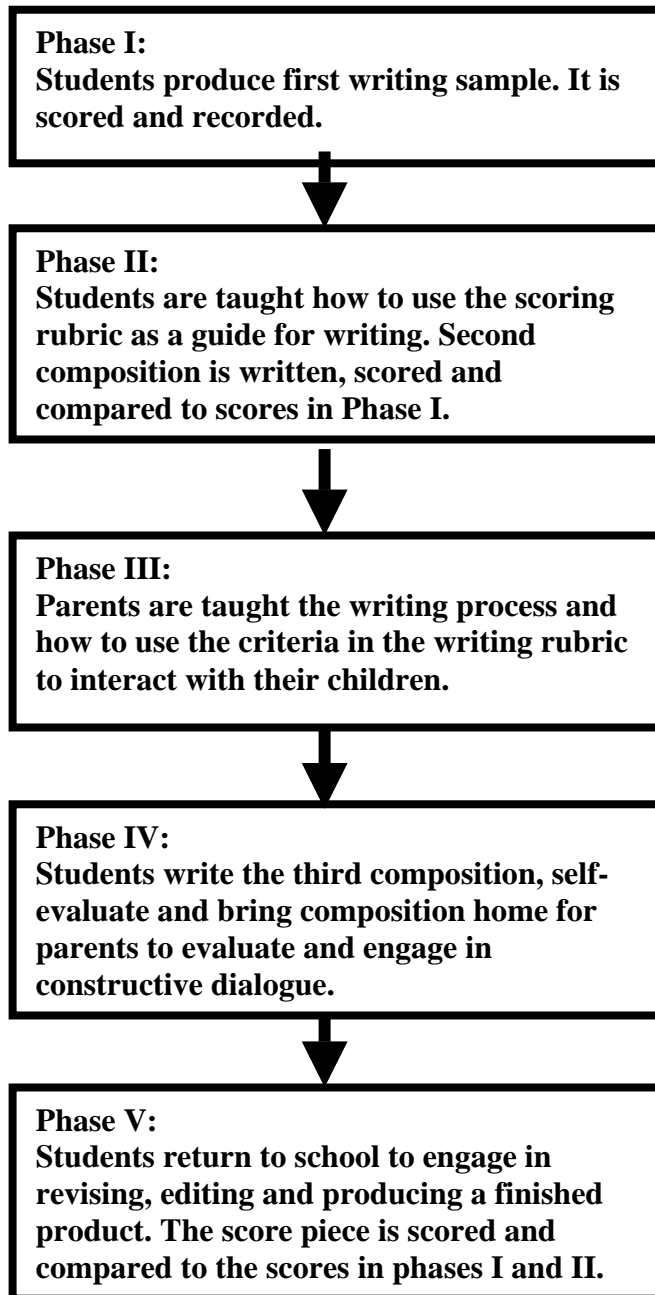 Phase I:
Students produce first writing sample. It is
scored and recorded.
Phase II:
Students are taught how to use the scoring
rubric as a guide for writing. Second
composition is written, scored and
compared to scores in Phase I.
Phase III:
Parents are taught the writing process and
how to use the criteria in the writing rubric
to interact with their children.
Phase IV:
Students write the third composition, self-
evaluate and bring composition home for
parents to evaluate and engage in
constructive dialogue.
Phase V:
Students return to school to engage in
revising, editing and producing a finished
product. The score piece is scored and
compared to the scores in phases I and II.